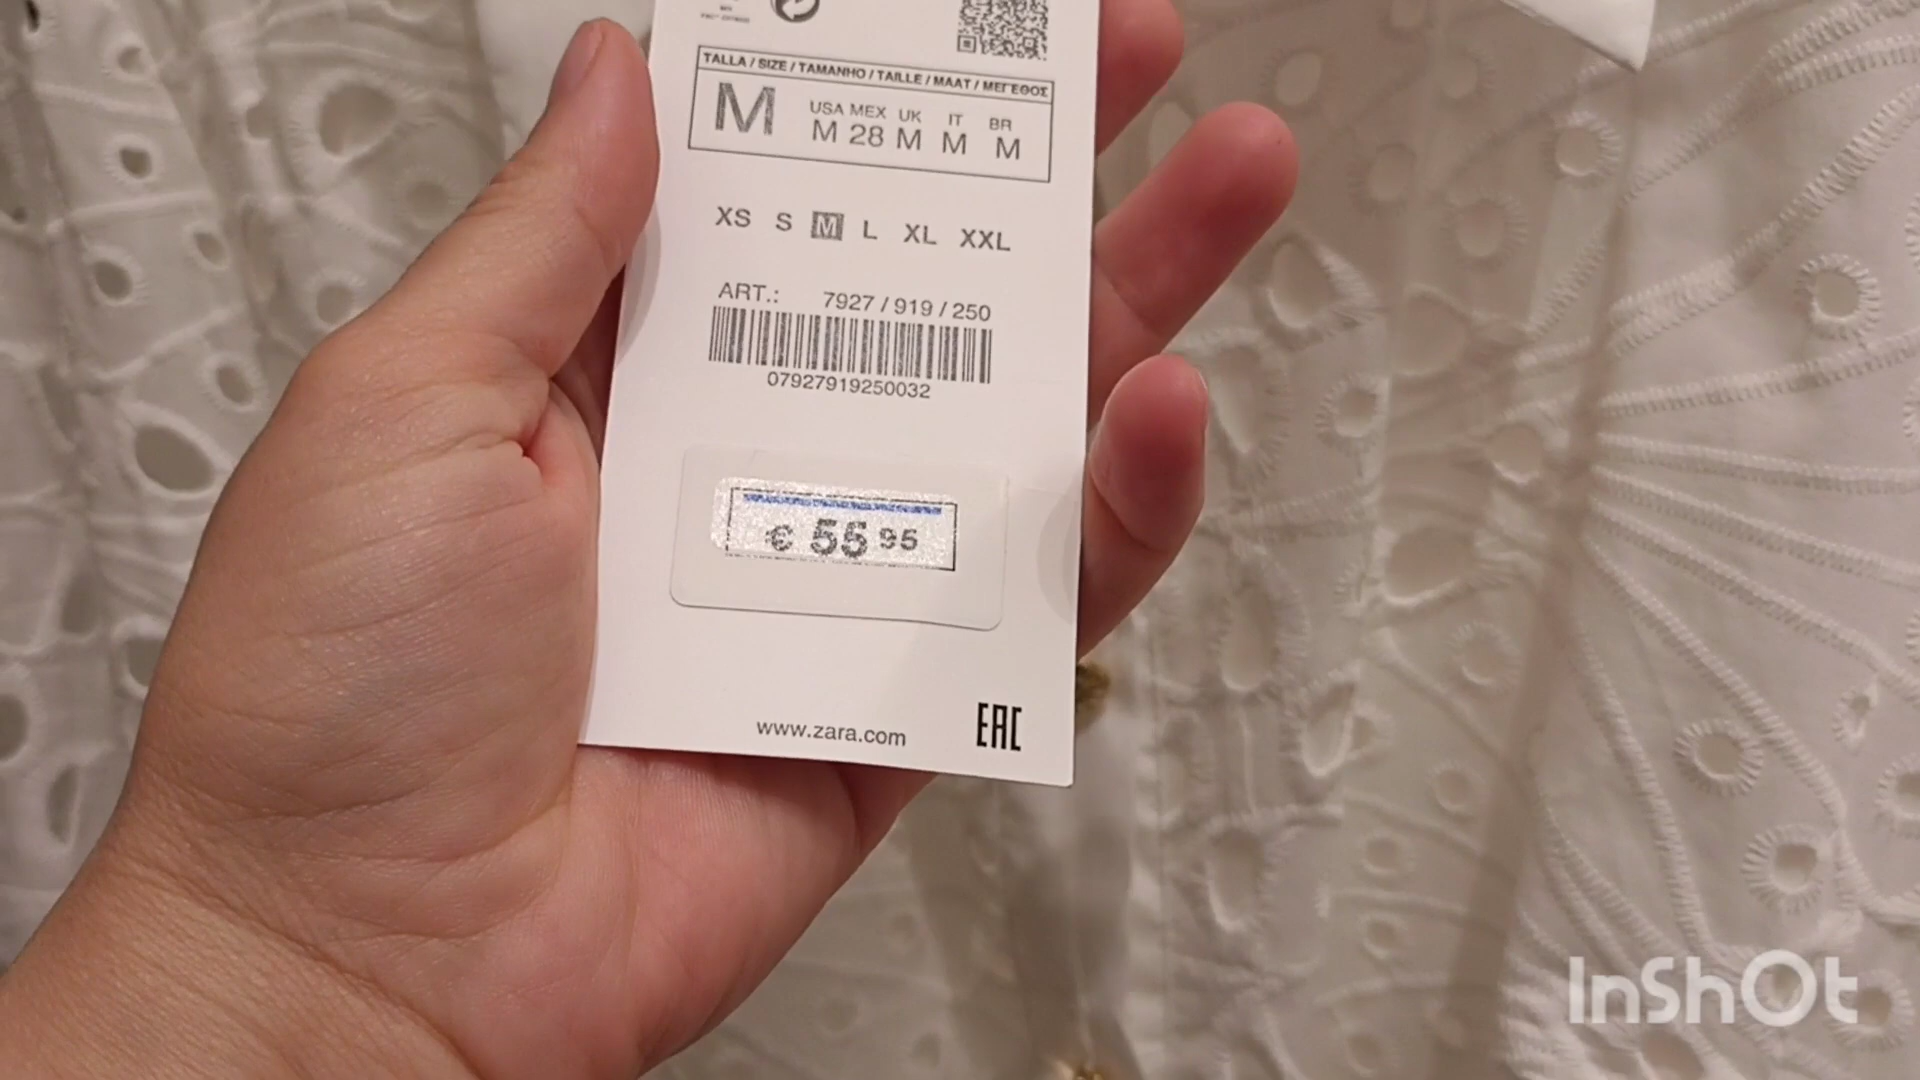 TALLA / SIZE / TAMANHO / TAILLE / MAAT / ΜΕΓΕΘΟΣ
M
USA MEX UK IT BR
M 28 M M M
XS S M L XL XXL
ART.: 7927 / 919 / 250
07927919250032
€ 55 95
www.zara.com
EAC
InShOt